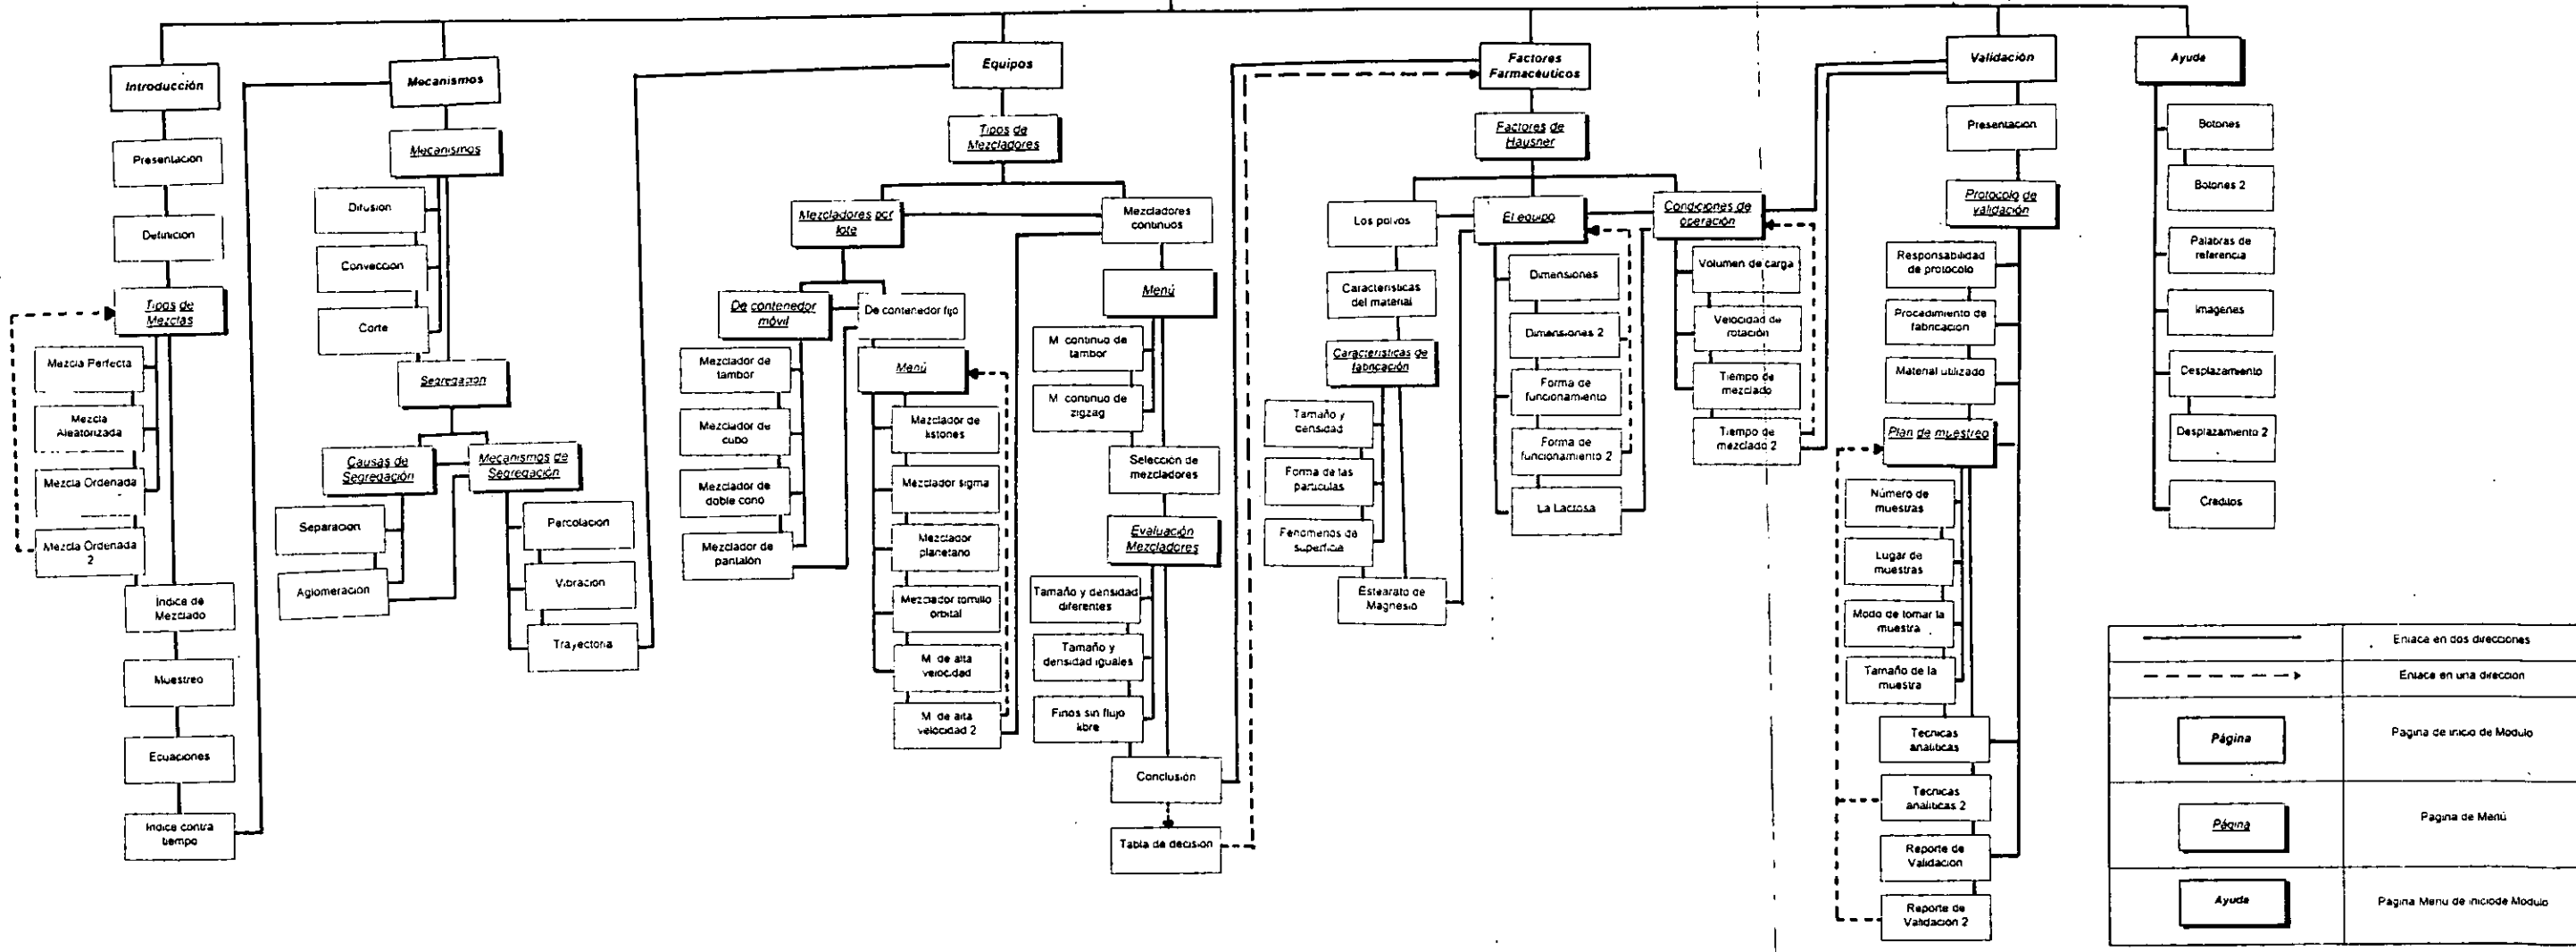 Introducción
Presentacion
Definicion
Tipos de
Mezclas
Mezcla Perfecta
Mezcla
Aleatorizada
Mezcla Ordenada
Mezcla Ordenada
2
Indice de
Mezclado
Muestreo
Ecuaciones
Indice contra
tiempo
Mecanismos
Mecanismos
Difusion
Conveccion
Corte
Segregación
Causas de
Segregación
Mecanismos de
Segregación
Separacion
Aglomeracion
Percolacion
Vibracion
Trayectoria
Equipos
Tipos de
Mezcladores
Mezcladores por
lote
Mezcladores
continuos
De contenedor
móvil
De contenedor fijo
Mezclador de
tambor
Mezclador de
cubo
Mezclador de
doble cono
Mezclador de
pantalón
Menú
Mezclador de
listones
Mezclador sigma
Mezclador
planetario
Mezclador tornillo
orbital
M. de alta
velocidad
M. de alta
velocidad 2
Menú
M continuo de
tambor
M continuo de
zigzag
Selección de
mezcladores
Evaluación
Mezcladores
Tamaño y densidad
diferentes
Tamaño y
densidad iguales
Finos sin flujo
libre
Conclusión
Tabla de decision
Factores
Farmacéuticos
Factores de
Hausner
Los polvos
Caracteristicas
del material
Caracteristicas de
fabricación
Tamaño y
densidad
Forma de las
particulas
Fenomenos de
superficie
Estearato de
Magnesio
El equipo
Dimensiones
Dimensiones 2
Forma de
funcionamiento
Forma de
funcionamiento 2
La Lactosa
Condiciones de
operación
Volumen de carga
Velocidad de
rotación
Tiempo de
mezclado
Tiempo de
mezclado 2
Validación
Presentacion
Protocolo de
validación
Responsabilidad
de protocolo
Procedimiento de
fabricacion
Material utilizado
Plan de muestreo
Número de
muestras
Lugar de
muestras
Modo de tomar la
muestra
Tamaño de la
muestra
Tecnicas
analiticas
Tecnicas
analiticas 2
Reporte de
Validacion
Reporte de
Validacion 2
Ayuda
Botones
Botones 2
Palabras de
referencia
Imagenes
Desplazamiento
Desplazamiento 2
Creditos
Enlace en dos direcciones
Enlace en una direccion
Página
Pagina de inicio de Modulo
Página
Pagina de Menú
Ayuda
Pagina Menu de iniciode Modulo